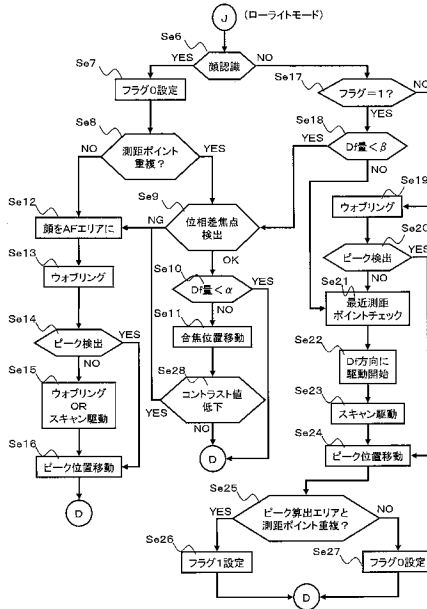 J
(ローライトモード)
Se6
YES
顔認識
NO
Se7
フラグ0設定
Se17
フラグ=1?
NO
YES
Se8
測距ポイント
重複?
NO
YES
Se18
YES
Df量<β
NO
Se12
顔をAFエリアに
Se9
位相差焦点
検出
NG
OK
Se19
ウォブリング
Se13
ウォブリング
Se10
Df量<α
YES
NO
Se20
ピーク検出
YES
NO
Se14
ピーク検出
YES
NO
Se11
合焦位置移動
Se21
最近測距
ポイントチェック
Se28
コントラスト値
低下
YES
NO
Se22
Df方向に
駆動開始
Se15
ウォブリング
OR
スキャン駆動
Se23
スキャン駆動
Se16
ピーク位置移動
D
D
Se24
ピーク位置移動
Se25
ピーク算出エリアと
測距ポイント重複?
YES
NO
Se26
フラグ1設定
Se27
フラグ0設定
D